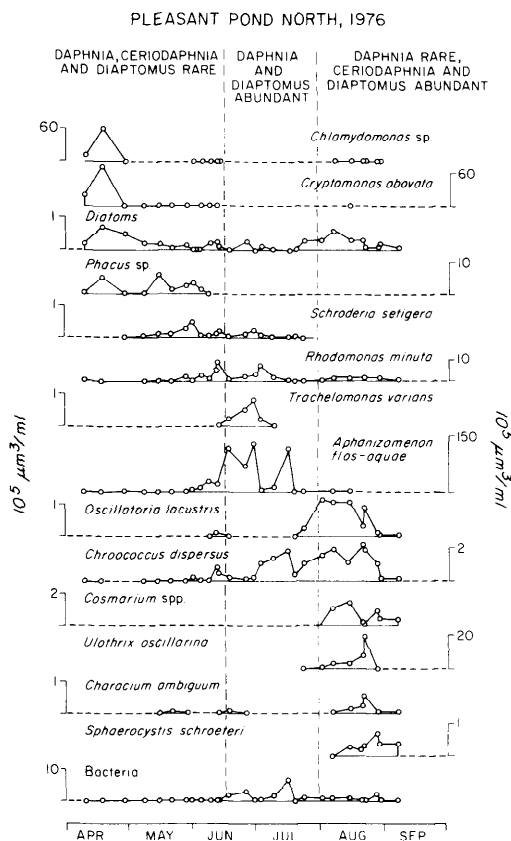 PLEASANT POND NORTH, 1976
DAPHNIA, CERIODAPHNIA
AND DIAPTOMUS RARE
DAPHNIA
AND
DIAPTOMUS
ABUNDANT
DAPHNIA RARE,
CERIODAPHNIA AND
DIAPTOMUS ABUNDANT
60
Chlamydomonas sp.
Cryptomonas obovata
60
1
Diatoms
Phacus sp.
10
1
Schroderia setigera
Rhodomonas minuta
10
1
Trachelomonas varians
Aphanizomenon
flos-aquae
150
10⁵ μm³/ml
10⁵ μm³/ml
1
Oscillatoria lacustris
Chroococcus dispersus
2
2
Cosmarium spp.
Ulothrix oscillarina
20
1
Characium ambiguum
Sphaerocystis schroeteri
1
10
Bacteria
APR MAY JUN JUL AUG SEP